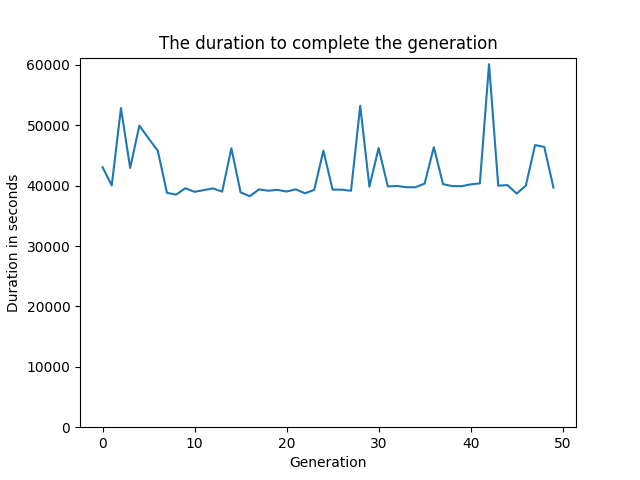 The duration to complete the generation
60000
50000
40000
30000
20000
10000
0
Duration in seconds
0 10 20 30 40 50
Generation